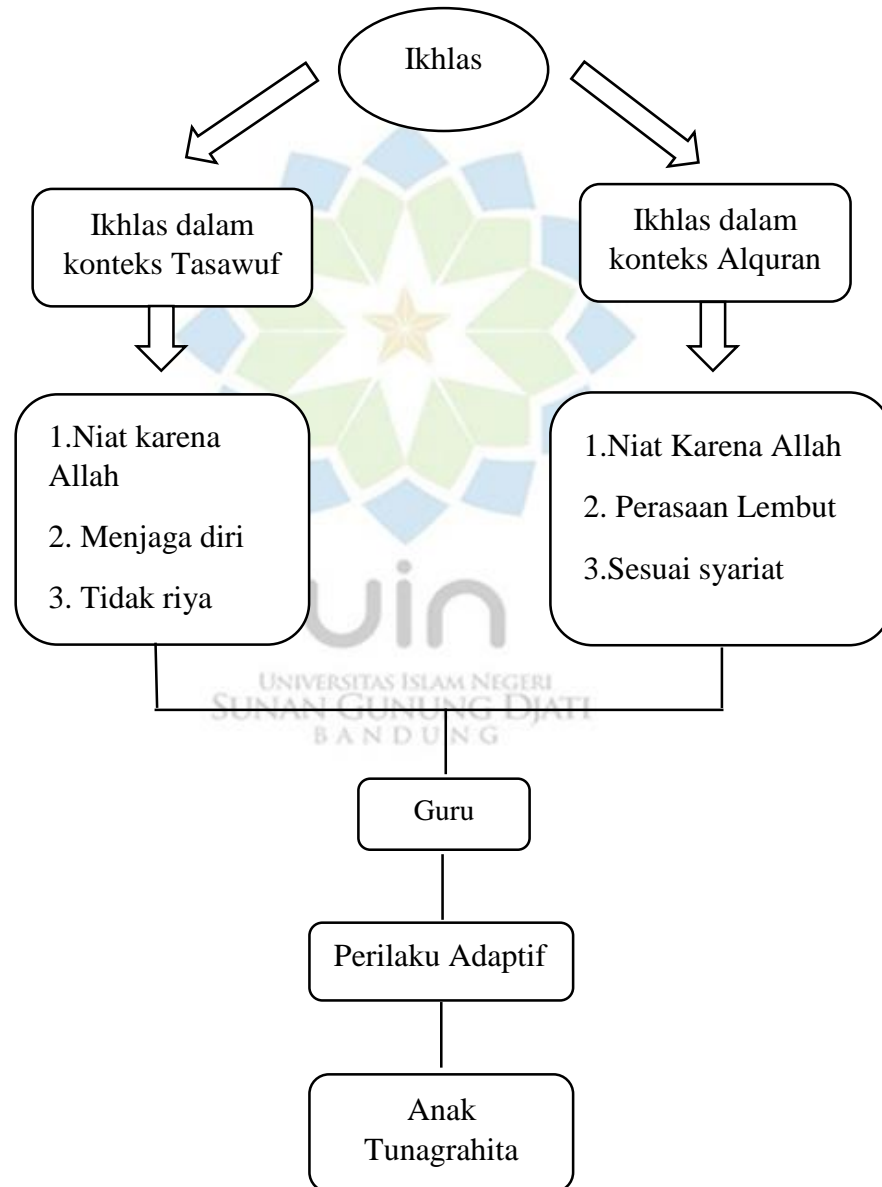 Ikhlas
Ikhlas dalam
konteks Tasawuf
Ikhlas dalam
konteks Alquran
1.Niat karena
Allah
2. Menjaga diri
3. Tidak riya
1.Niat Karena Allah
2. Perasaan Lembut
3.Sesuai syariat
uin
UNIVERSITAS ISLAM NEGERI
SUNAN GUNUNG DJATI
BANDUNG
Guru
Perilaku Adaptif
Anak
Tunagrahita